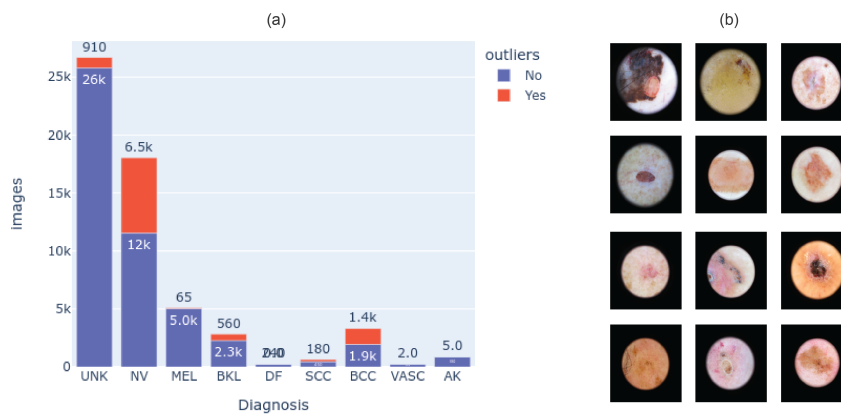 (a)
(b)
910
outliers
No
Yes
25k
26k
20k
6.5k
images
15k
12k
10k
5k
65
5.0k
560
2.3k
180
1.4k
1.9k
2.0
5.0
0
UNK NV MEL BKL DF SCC BCC VASC AK
Diagnosis